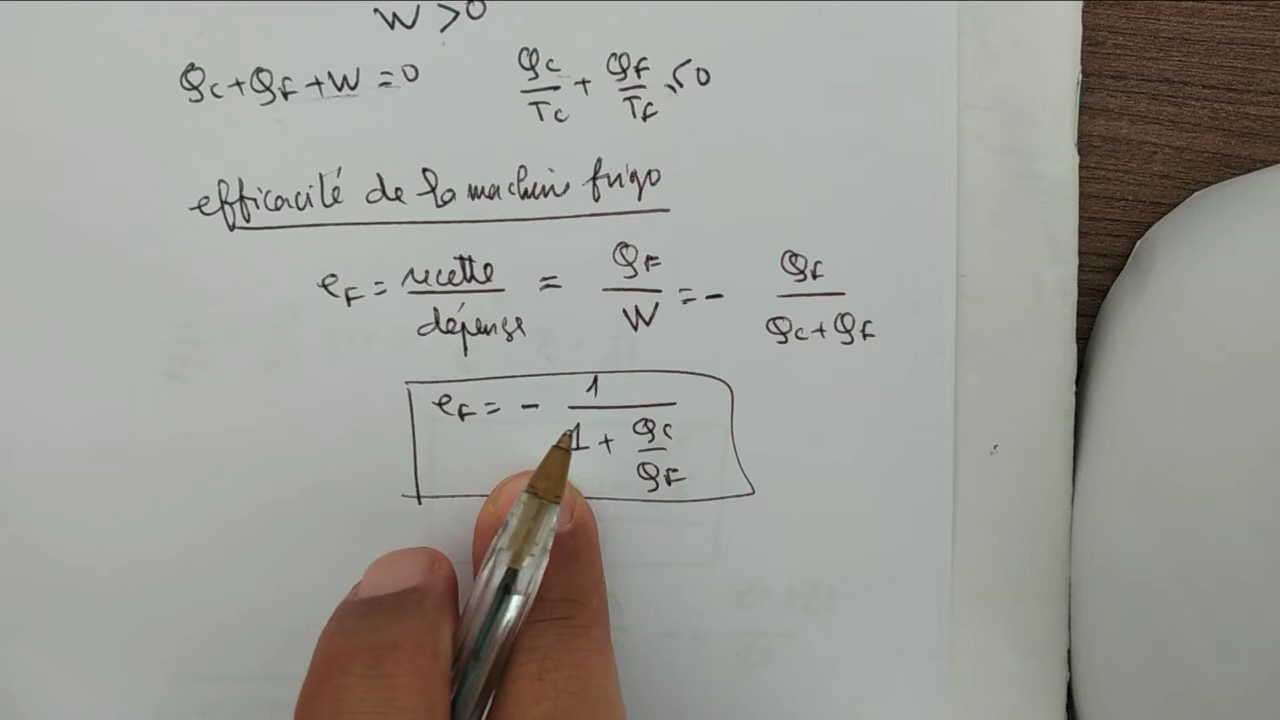 W > 0
Qc + QF + W = 0    Qc/Tc + QF/TF ≤ 0
efficacité de la machine frigo
eF = recette/dépense = QF/W = - QF/(Qc + QF)
eF = - 1/(1 + Qc/QF)